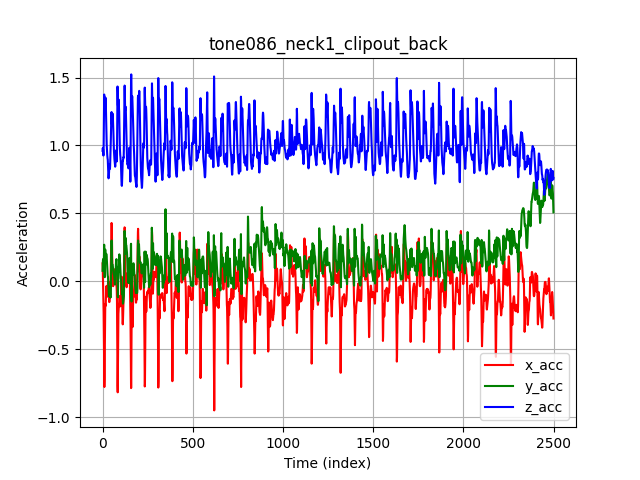 tone086_neck1_clipout_back
1.5
1.0
0.5
0.0
−0.5
−1.0
Acceleration
0
500
1000
1500
2000
2500
Time (index)
x_acc
y_acc
z_acc